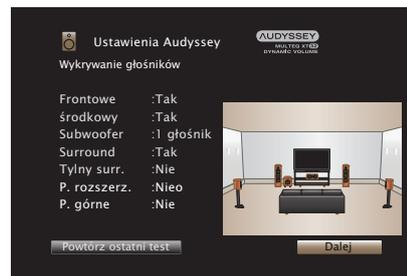 Ustawienia Audyssey
AUDYSSEY
MULTEQ XT32
DYNAMIC VOLUME
Wykrywanie głośników
Frontowe :Tak
środkowy :Tak
Subwoofer :1 głośnik
Surround :Tak
Tylny surr. :Nie
P. rozszerz. :Nieo
P. górne :Nie
Powtórz ostatni test
Dalej